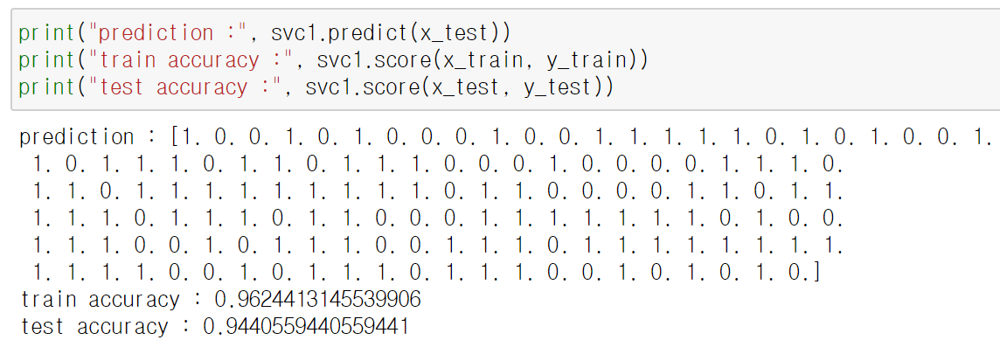 print("prediction :", svc1.predict(x_test))
print("train accuracy :", svc1.score(x_train, y_train))
print("test accuracy :", svc1.score(x_test, y_test))
prediction : [1. 0. 0. 1. 0. 1. 0. 0. 0. 1. 0. 0. 1. 1. 1. 1. 1. 0. 1. 0. 1. 0. 0. 1.
1. 0. 1. 1. 1. 0. 1. 1. 0. 1. 1. 1. 0. 0. 0. 1. 0. 0. 0. 0. 1. 1. 1. 0.
1. 1. 0. 1. 1. 1. 1. 1. 1. 1. 1. 1. 0. 1. 1. 0. 0. 0. 0. 1. 1. 0. 1. 1.
1. 1. 1. 0. 1. 1. 1. 0. 1. 1. 0. 0. 0. 1. 1. 1. 1. 1. 1. 1. 0. 1. 0. 0.
1. 1. 1. 0. 0. 1. 0. 1. 1. 1. 0. 0. 1. 1. 1. 0. 1. 1. 1. 1. 1. 1. 1. 1.
1. 1. 1. 1. 0. 0. 1. 0. 1. 1. 1. 0. 1. 1. 1. 0. 0. 1. 0. 1. 0. 1. 0.]
train accuracy : 0.9624413145539906
test accuracy : 0.9440559440559441